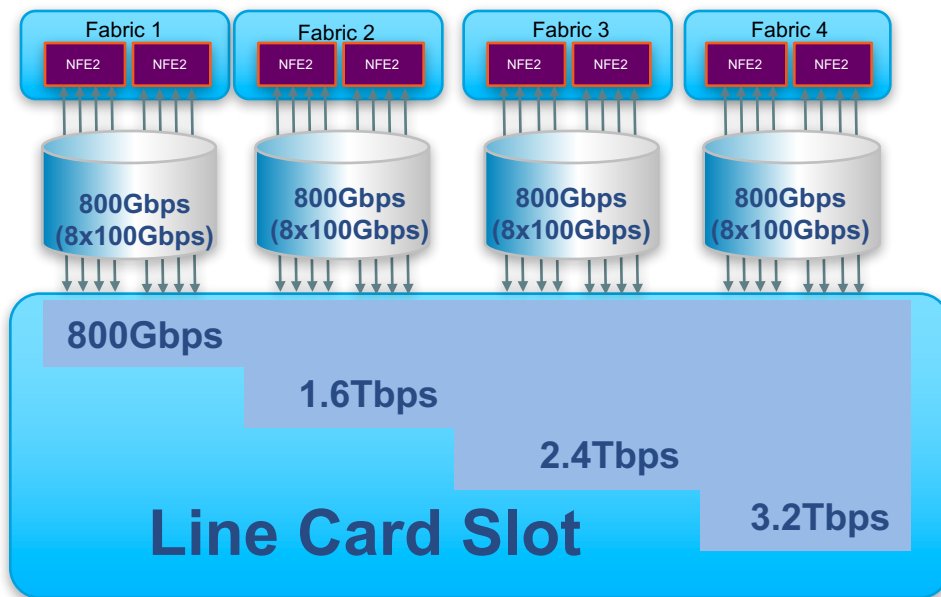 Fabric 1
NFE2 NFE2
Fabric 2
NFE2 NFE2
Fabric 3
NFE2 NFE2
Fabric 4
NFE2 NFE2
800Gbps
(8x100Gbps)
800Gbps
(8x100Gbps)
800Gbps
(8x100Gbps)
800Gbps
(8x100Gbps)
800Gbps
1.6Tbps
2.4Tbps
3.2Tbps
Line Card Slot